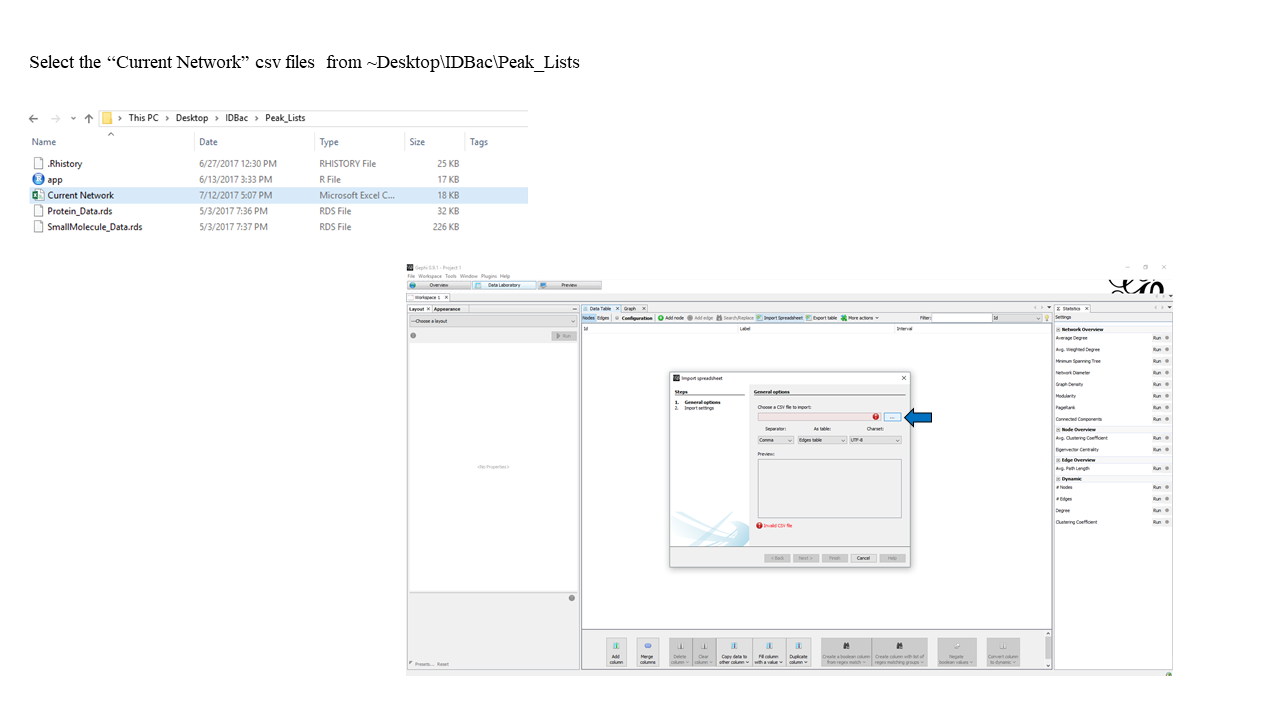 Select the “Current Network” csv files from ~Desktop\IDBac\Peak_Lists
This PC > Desktop > IDBac > Peak_Lists
Name Date Type Size Tags
.Rhistory 6/27/2017 12:30 PM RHISTORY File 25 KB
app 6/13/2017 3:33 PM R File 17 KB
Current Network 7/12/2017 5:07 PM Microsoft Excel C... 18 KB
Protein_Data.rds 5/3/2017 7:36 PM RDS File 32 KB
SmallMolecule_Data.rds 5/3/2017 7:37 PM RDS File 226 KB
Gephi 0.9.1 - Project 1
File Workspace Tools Window Plugins Help
Overview Data Laboratory Preview
Workspace 1
Layout Appearance
---Choose a layout
Run
<No Properties>
Presets... Reset
Data Table Graph
Nodes Edges Configuration Add node Add edge Search/Replace Import Spreadsheet Export table More actions Filter: Id
Id Label Interval
Import spreadsheet
Steps
1. General options
2. Import settings
General options
Choose a CSV file to import:
...
Separator: As table: Charset:
Comma Edges table UTF-8
Preview:
Invalid CSV file
< Back Next > Finish Cancel Help
Add column
Merge columns
Delete column
Clear column
Copy data to other column
Fill column with a value
Duplicate column
Create a boolean column from regex match
Create column with list of regex matching groups
Negate boolean values
Convert column to dynamic
Statistics
Settings
Network Overview
Average Degree Run
Avg. Weighted Degree Run
Minimum Spanning Tree Run
Network Diameter Run
Graph Density Run
Modularity Run
PageRank Run
Connected Components Run
Node Overview
Avg. Clustering Coefficient Run
Eigenvector Centrality Run
Edge Overview
Avg. Path Length Run
Dynamic
# Nodes Run
# Edges Run
Degree Run
Clustering Coefficient Run